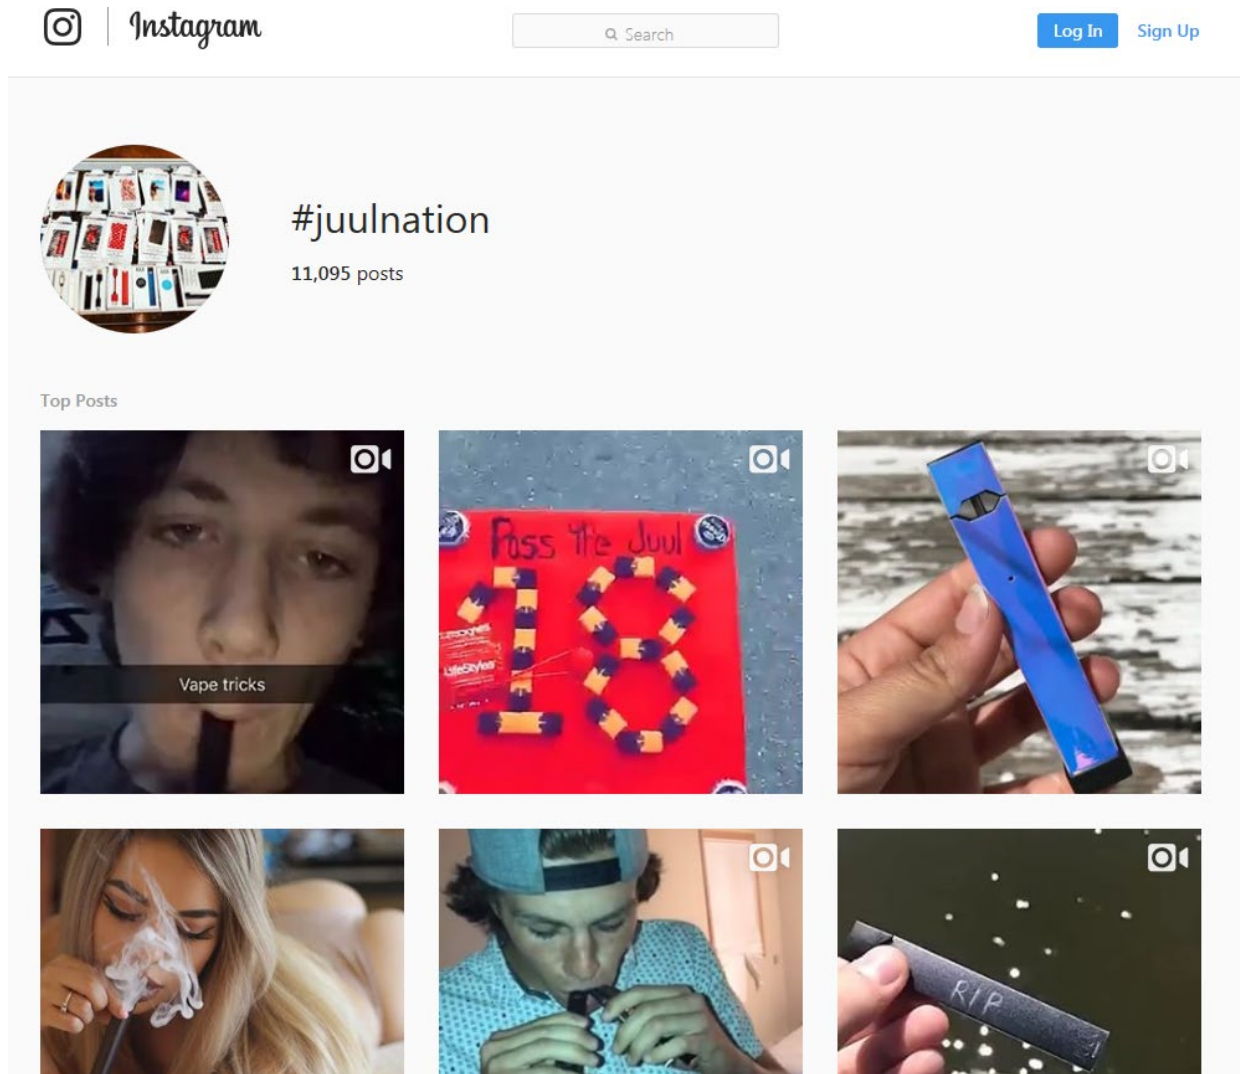 Instagram
Search
Log In
Sign Up
#juulnation
11,095 posts
Top Posts
Vape tricks
Pass The Juul
18
LifeStyles
RIP